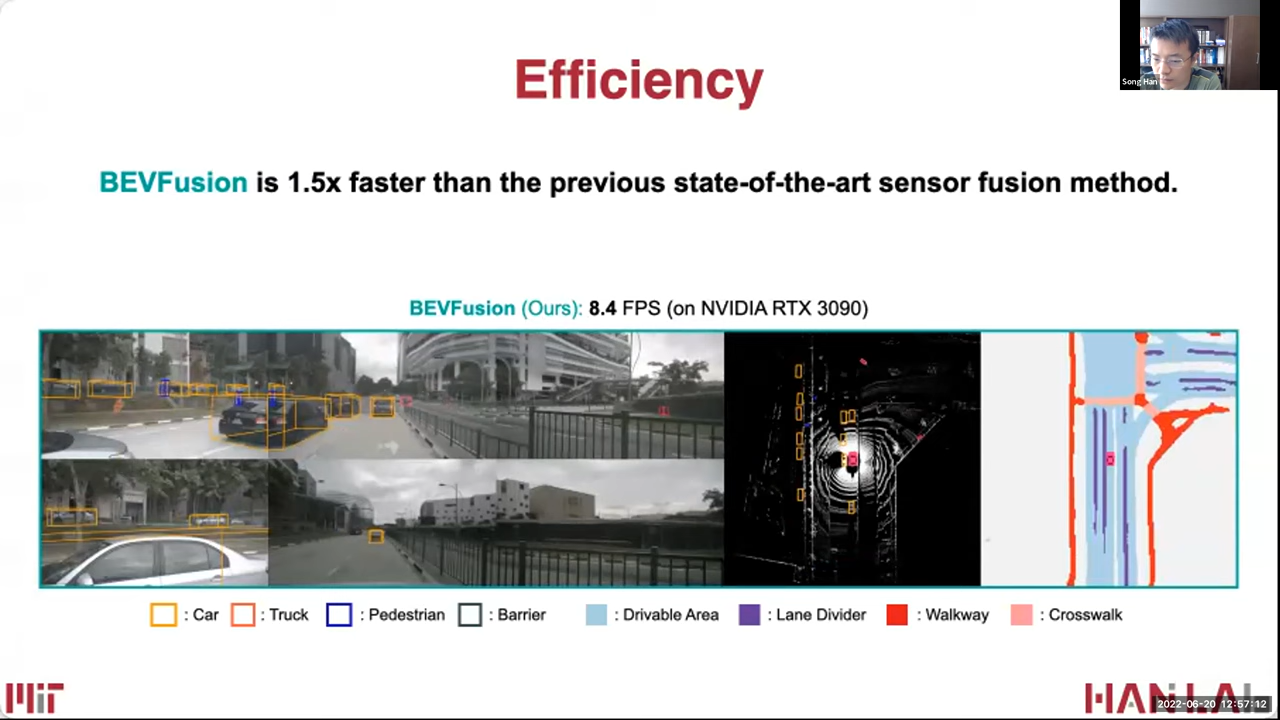 Song Han
Efficiency
BEVFusion is 1.5x faster than the previous state-of-the-art sensor fusion method.
BEVFusion (Ours): 8.4 FPS (on NVIDIA RTX 3090)
: Car : Truck : Pedestrian : Barrier : Drivable Area : Lane Divider : Walkway : Crosswalk
MIT
HAN LAB
2022-06-20 12:57:12